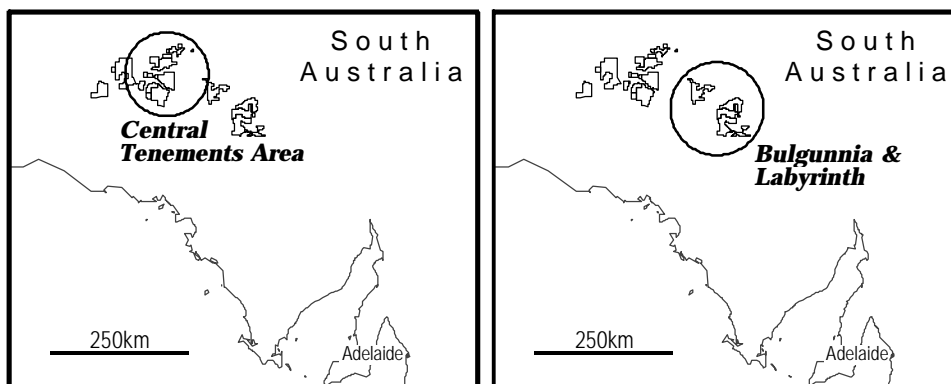 South
Australia
Central
Tenements Area
250km
Adelaide
South
Australia
Bulgunnia &
Labyrinth
250km
Adelaide